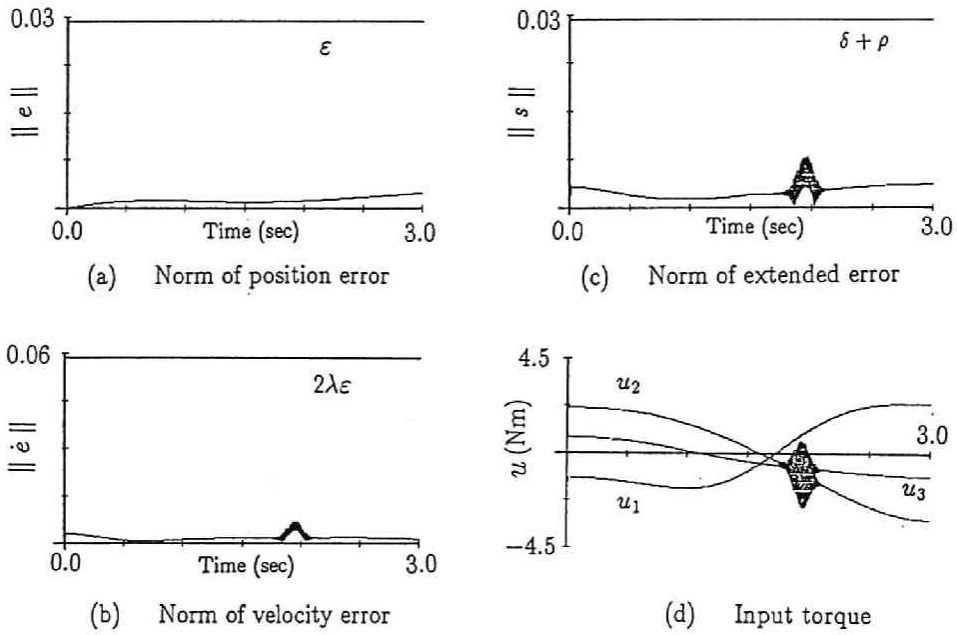 0.03
ε
‖ e ‖
0.0
Time (sec)
3.0
(a) Norm of position error
0.03
δ + ρ
‖ s ‖
0.0
Time (sec)
3.0
(c) Norm of extended error
0.06
2λε
‖ ė ‖
0.0
Time (sec)
3.0
(b) Norm of velocity error
4.5
u₂
u (Nm)
3.0
u₁
u₃
−4.5
(d) Input torque